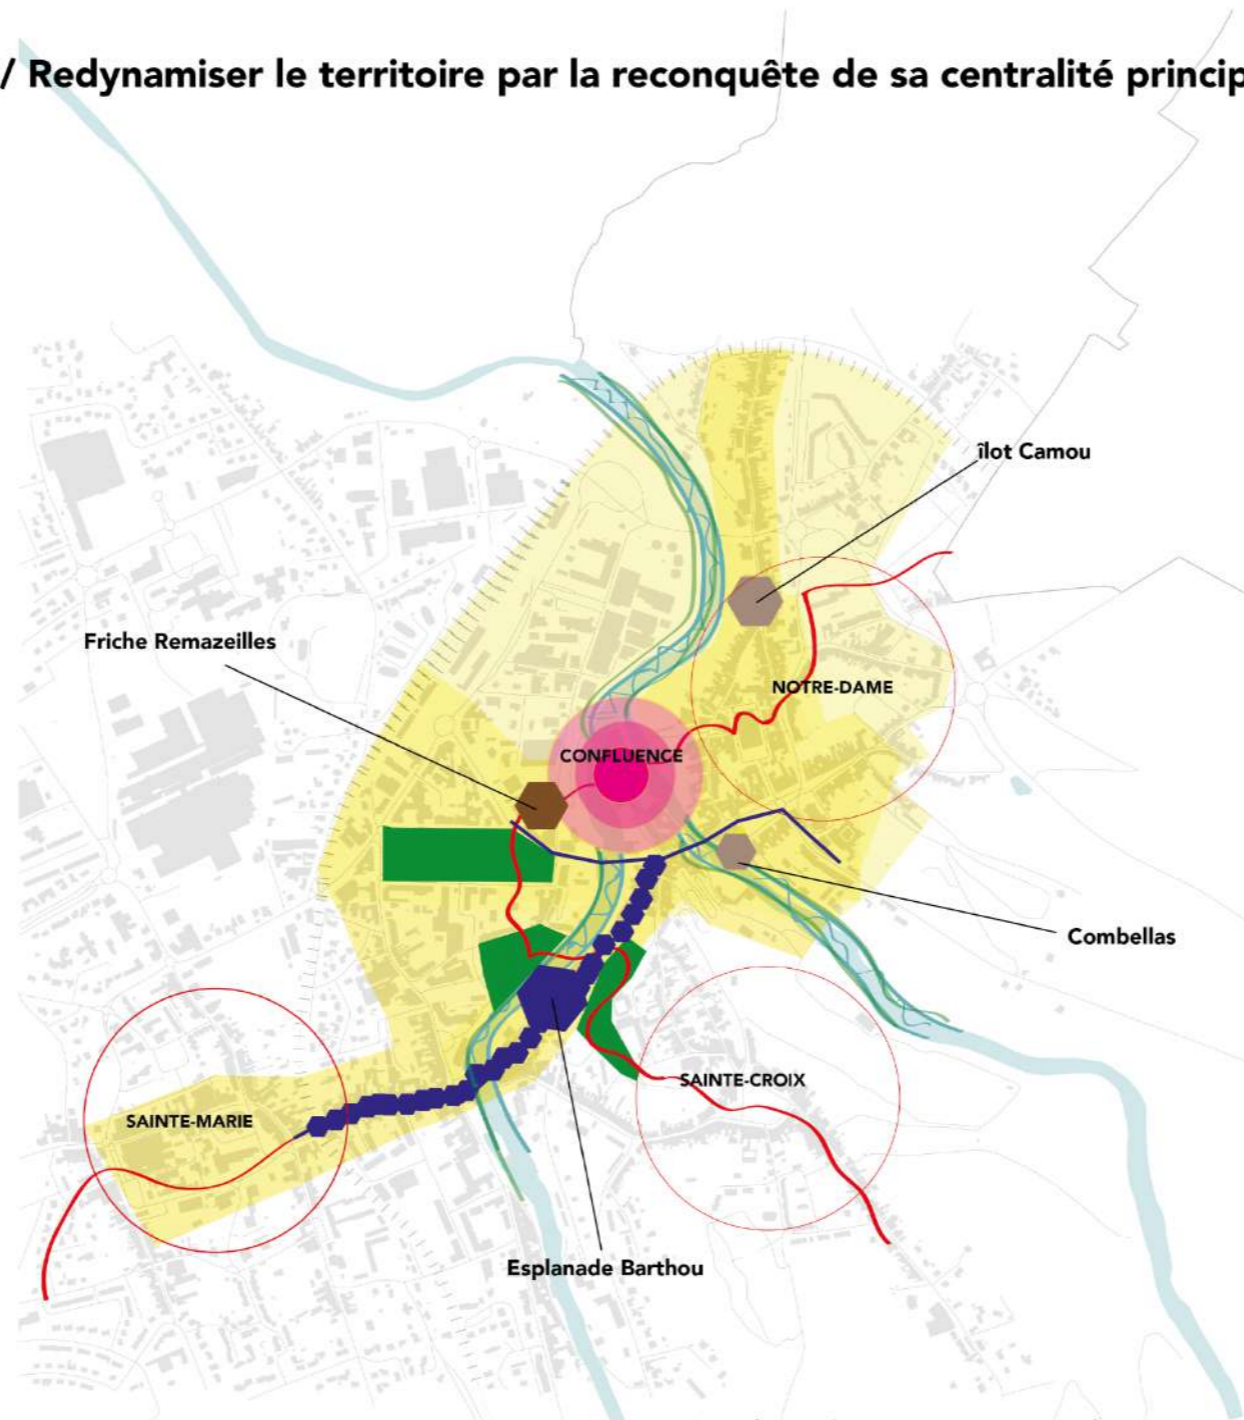 / Redynamiser le territoire par la reconquête de sa centralité princip
îlot Camou
Friche Remazeilles
NOTRE-DAME
CONFLUENCE
Combellas
SAINTE-CROIX
SAINTE-MARIE
Esplanade Barthou